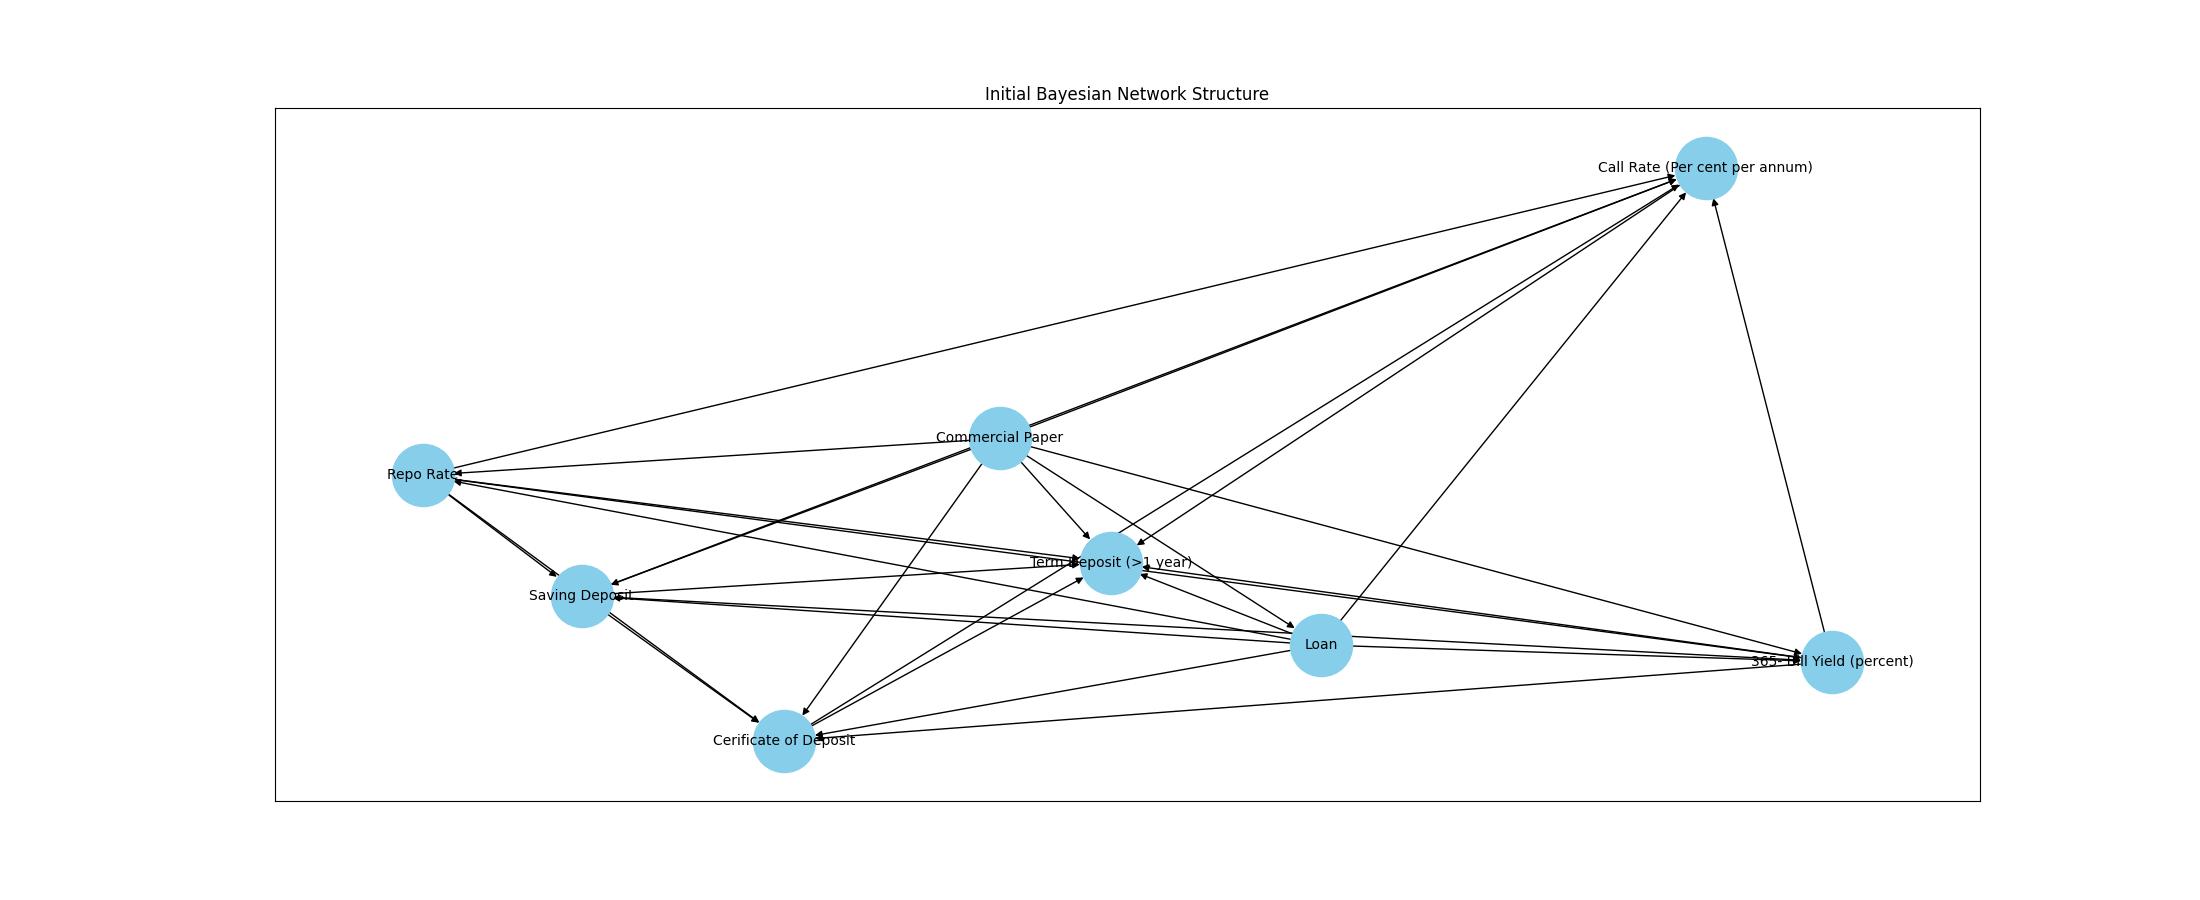 Initial Bayesian Network Structure
Call Rate (Per cent per annum)
Commercial Paper
Repo Rate
Term Deposit (>1 year)
Saving Deposit
Loan
365- Bill Yield (percent)
Cerificate of Deposit